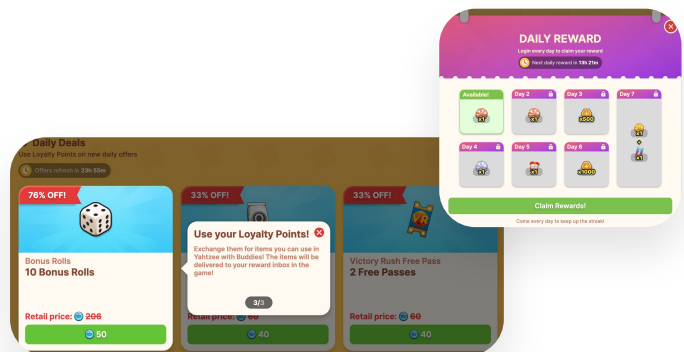 DAILY REWARD
Login every day to claim your reward
Next daily reward in 13h 21m
Available!
Day 2
Day 3
Day 7
x1
x1
x500
x1
Day 4
Day 5
Day 6
x1
x1
x1
x1000
Claim Rewards!
Come every day to keep up the streak!
Daily Deals
Use Loyalty Points on new daily offers
Offers refresh in 23h 55m
76% OFF!
33% OFF!
33% OFF!
VR
Use your Loyalty Points!
Exchange them for items you can use in
Yahtzee with Buddies! The items will be
delivered to your reward inbox in the
game!
3/3
Bonus Rolls
10 Bonus Rolls
Victory Rush Free Pass
2 Free Passes
Retail price: 206
Retail price: 60
Retail price: 60
50
40
40